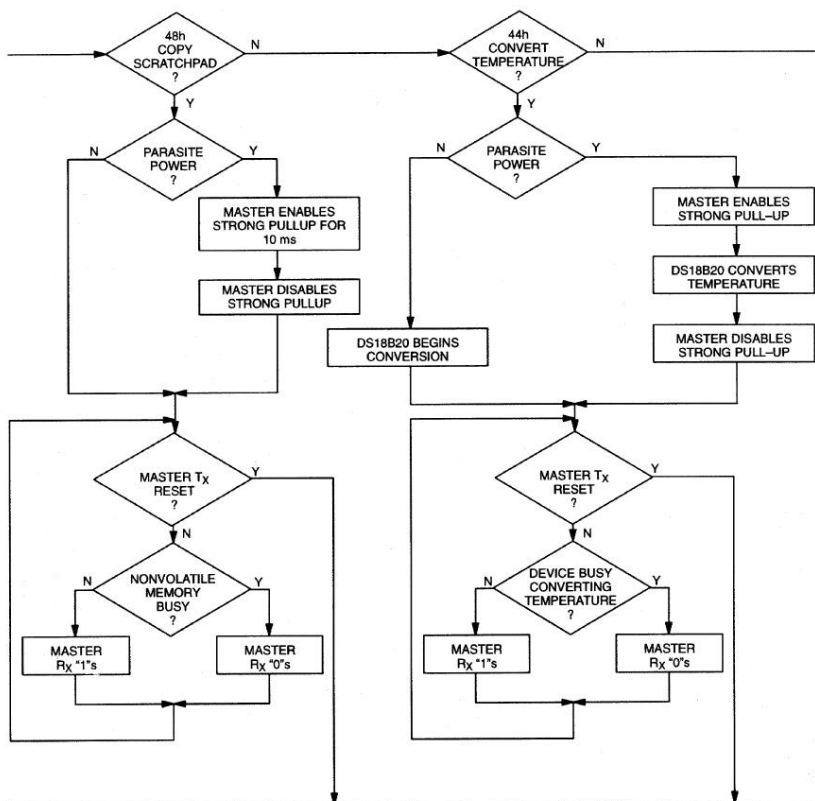 48h
COPY
SCRATCHPAD
?
N
Y
44h
CONVERT
TEMPERATURE
?
N
Y
N
PARASITE
POWER
?
Y
MASTER ENABLES
STRONG PULLUP FOR
10 ms
MASTER DISABLES
STRONG PULLUP
N
PARASITE
POWER
?
Y
MASTER ENABLES
STRONG PULL–UP
DS18B20 CONVERTS
TEMPERATURE
DS18B20 BEGINS
CONVERSION
MASTER DISABLES
STRONG PULL–UP
MASTER TX
RESET
?
Y
N
N
NONVOLATILE
MEMORY
BUSY
?
Y
MASTER
RX "1"s
MASTER
RX "0"s
MASTER TX
RESET
?
Y
N
N
DEVICE BUSY
CONVERTING
TEMPERATURE
?
Y
MASTER
RX "1"s
MASTER
RX "0"s